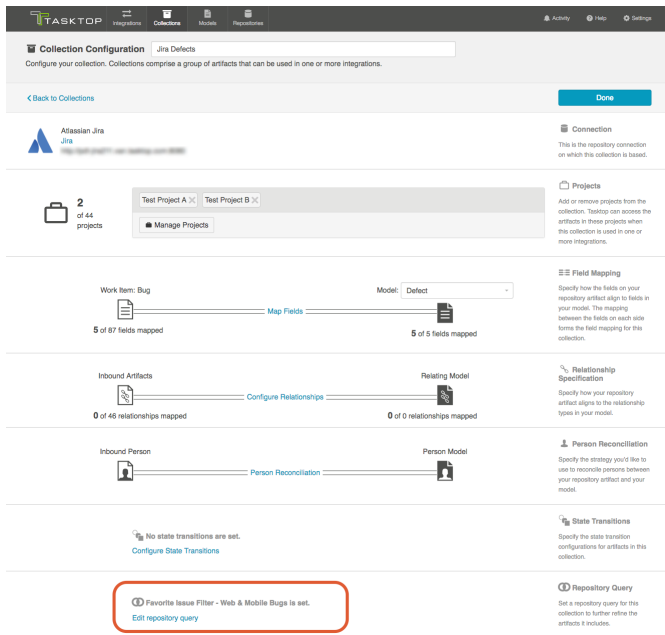 TASKTOP
Integrations
Collections
Models
Repositories
Activity
Help
Settings
Collection Configuration
Jira Defects
Configure your collection. Collections comprise a group of artifacts that can be used in one or more integrations.
Back to Collections
Done
Atlassian Jira
Jira
Connection
This is the repository connection
on which this collection is based.
2
of 44
projects
Test Project A
Test Project B
Manage Projects
Projects
Add or remove projects from the
collection. Tasktop can access the
artifacts in these projects when
this collection is used in one or
more integrations.
Work Item: Bug
Model:
Defect
Map Fields
5 of 87 fields mapped
5 of 5 fields mapped
Field Mapping
Specify how the fields on your
repository artifact align to fields in
your model. The mapping
between the fields on each side
forms the field mapping for this
collection.
Inbound Artifacts
Relating Model
Configure Relationships
0 of 46 relationships mapped
0 of 0 relationships mapped
Relationship
Specification
Specify how your repository
artifact aligns to the relationship
types in your model.
Inbound Person
Person Model
Person Reconciliation
Person Reconciliation
Specify the strategy you'd like to
use to reconcile persons between
your repository artifact and your
model.
No state transitions are set.
Configure State Transitions
State Transitions
Specify the state transition
configurations for artifacts in this
collection.
Favorite Issue Filter - Web & Mobile Bugs is set.
Edit repository query
Repository Query
Set a repository query for this
collection to further refine the
artifacts it includes.